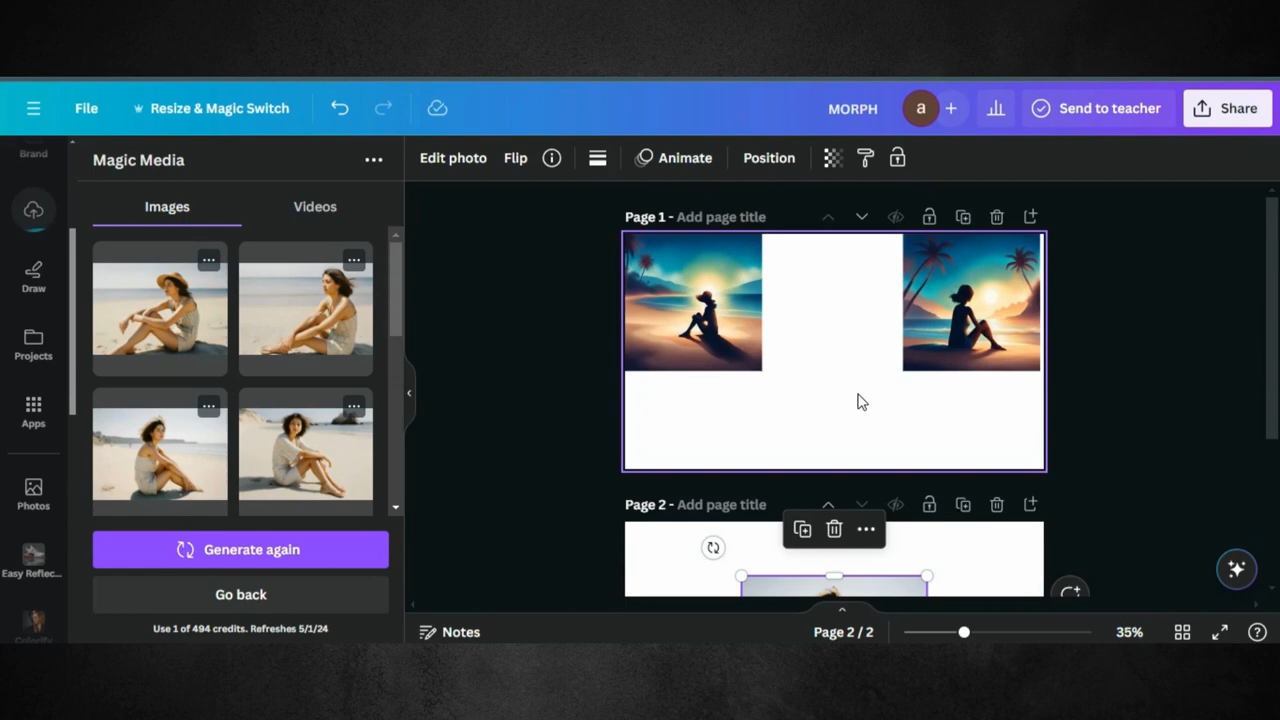 File
Resize & Magic Switch
MORPH
a
Send to teacher
Share
Brand
Magic Media
Edit photo
Flip
Animate
Position
Images
Videos
Page 1 - Add page title
Draw
Projects
Apps
Photos
Easy Reflec...
Page 2 - Add page title
Generate again
Go back
Use 1 of 494 credits. Refreshes 5/1/24
Notes
Page 2 / 2
35%